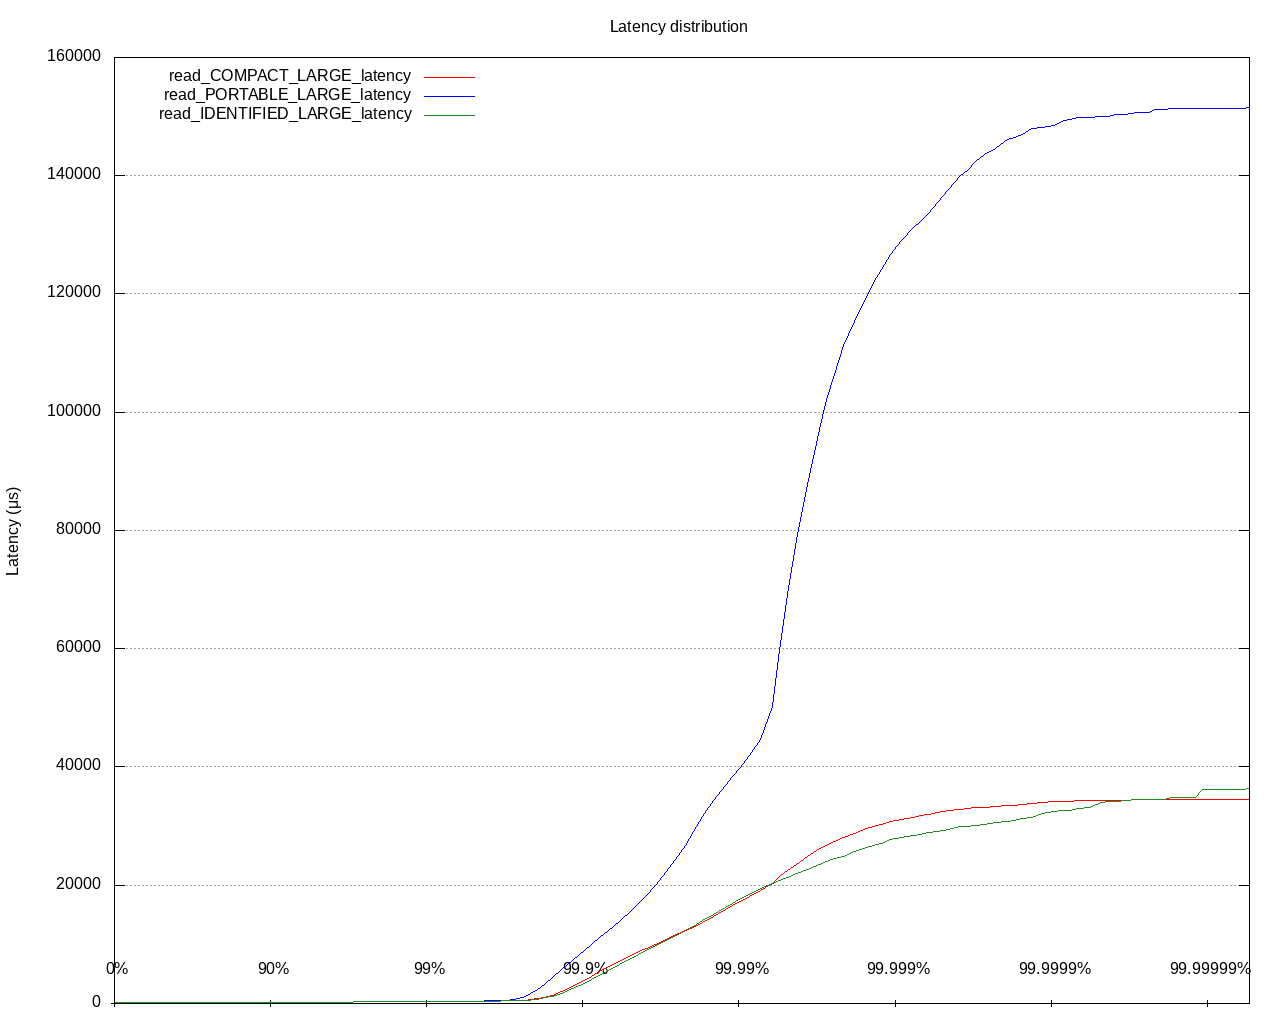 Latency distribution
160000
read_COMPACT_LARGE_latency
read_PORTABLE_LARGE_latency
read_IDENTIFIED_LARGE_latency
140000
120000
100000
80000
60000
40000
20000
0
Latency (μs)
0% 90% 99% 99.9% 99.99% 99.999% 99.9999% 99.99999%